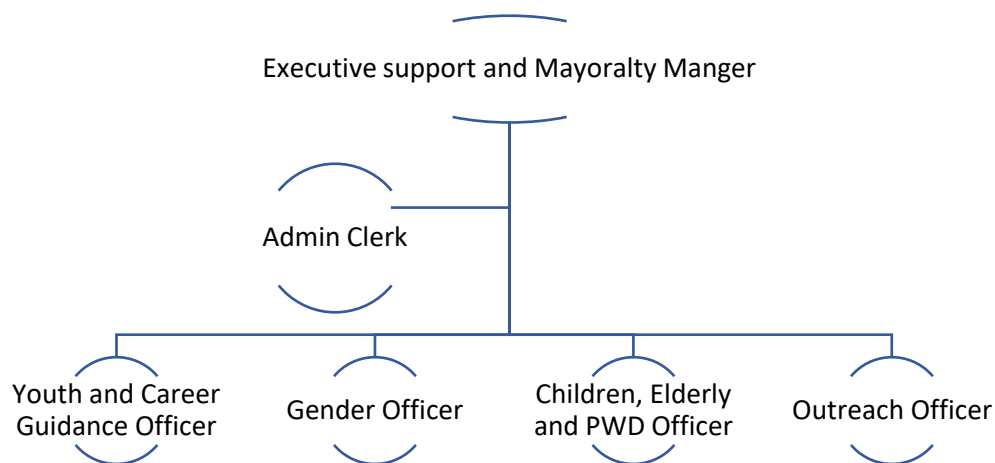 Executive support and Mayoralty Manger
Admin Clerk
Youth and Career
Guidance Officer
Gender Officer
Children, Elderly
and PWD Officer
Outreach Officer